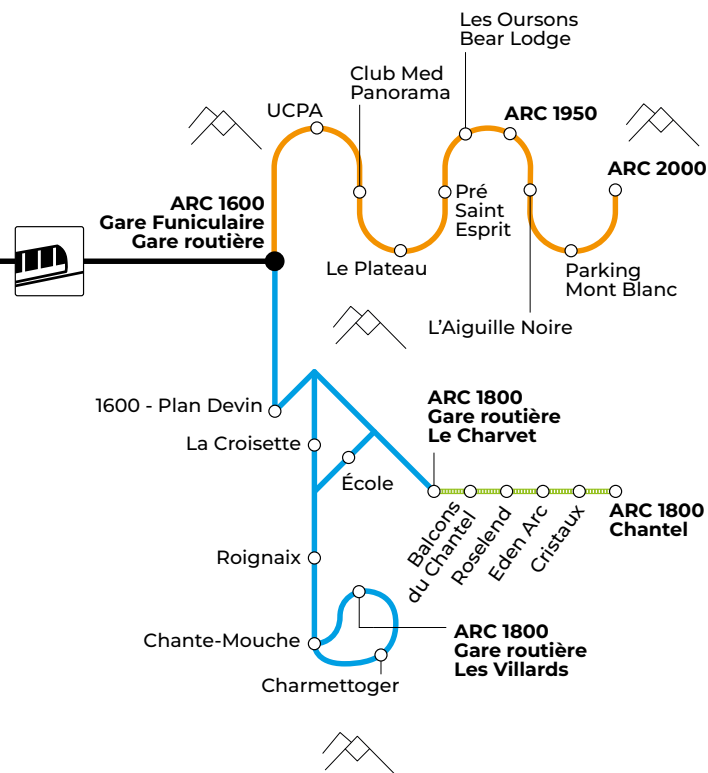 Les Oursons
Bear Lodge
Club Med
Panorama
UCPA
ARC 1950
ARC 2000
ARC 1600
Gare Funiculaire
Gare routière
Pré
Saint
Esprit
Le Plateau
Parking
Mont Blanc
L'Aiguille Noire
1600 - Plan Devin
ARC 1800
Gare routière
Le Charvet
La Croisette
École
Balcons
du Chantel
Roselend
Eden Arc
Cristaux
ARC 1800
Chantel
Roignaix
Chante-Mouche
ARC 1800
Gare routière
Les Villards
Charmettoger